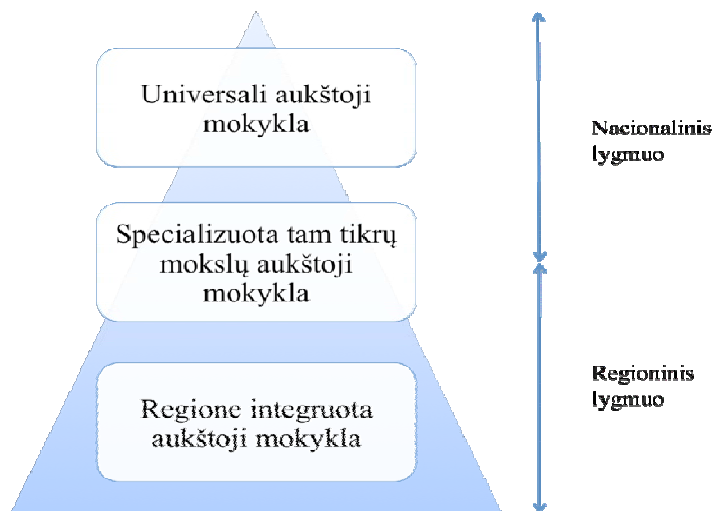 Universali aukštoji
mokykla
Nacionalinis
lygmuo
Specializuota tam tikrų
mokslų aukštoji
mokykla
Regioninis
lygmuo
Regione integruota
aukštoji mokykla